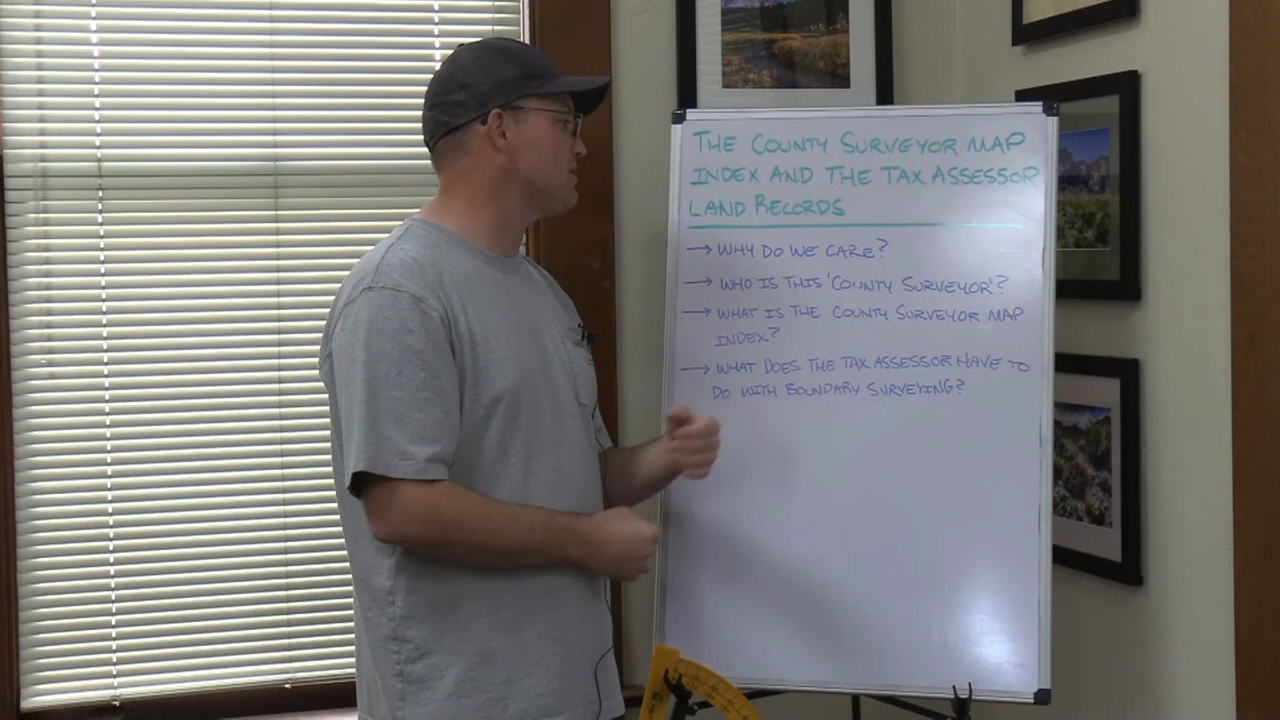 THE COUNTY SURVEYOR MAP
INDEX AND THE TAX ASSESSOR
LAND RECORDS
→ WHY DO WE CARE?
→ WHO IS THIS 'COUNTY SURVEYOR'?
→ WHAT IS THE COUNTY SURVEYOR MAP
INDEX?
→ WHAT DOES THE TAX ASSESSOR HAVE TO
DO WITH BOUNDARY SURVEYING?